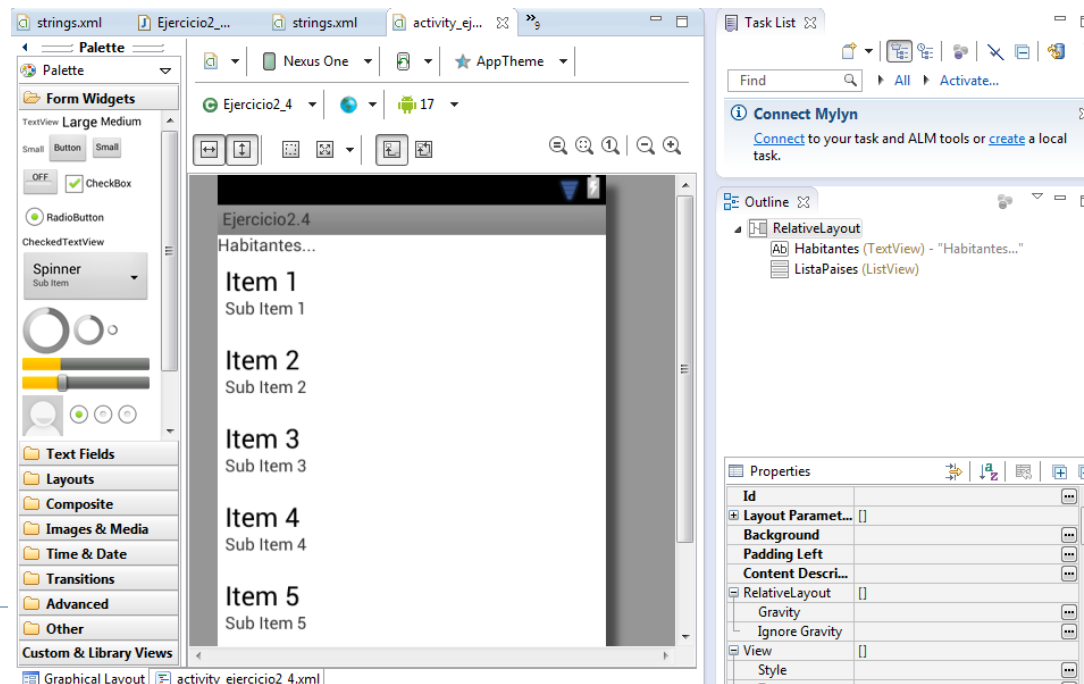 strings.xml
Ejercicio2_...
strings.xml
activity_ej...
9
Palette
Palette
Form Widgets
TextView Large Medium
Small Button Small
OFF CheckBox
RadioButton
CheckedTextView
Spinner
Sub Item
Text Fields
Layouts
Composite
Images & Media
Time & Date
Transitions
Advanced
Other
Custom & Library Views
Nexus One
AppTheme
Ejercicio2_4
17
Ejercicio2.4
Habitantes...
Item 1
Sub Item 1
Item 2
Sub Item 2
Item 3
Sub Item 3
Item 4
Sub Item 4
Item 5
Sub Item 5
Graphical Layout
activity_ejercicio2_4.xml
Task List
Find
All
Activate...
Connect Mylyn
Connect to your task and ALM tools or create a local
task.
Outline
RelativeLayout
Habitantes (TextView) - "Habitantes..."
ListaPaises (ListView)
Properties
Id
Layout Paramet... []
Background
Padding Left
Content Descri...
RelativeLayout []
Gravity
Ignore Gravity
View []
Style